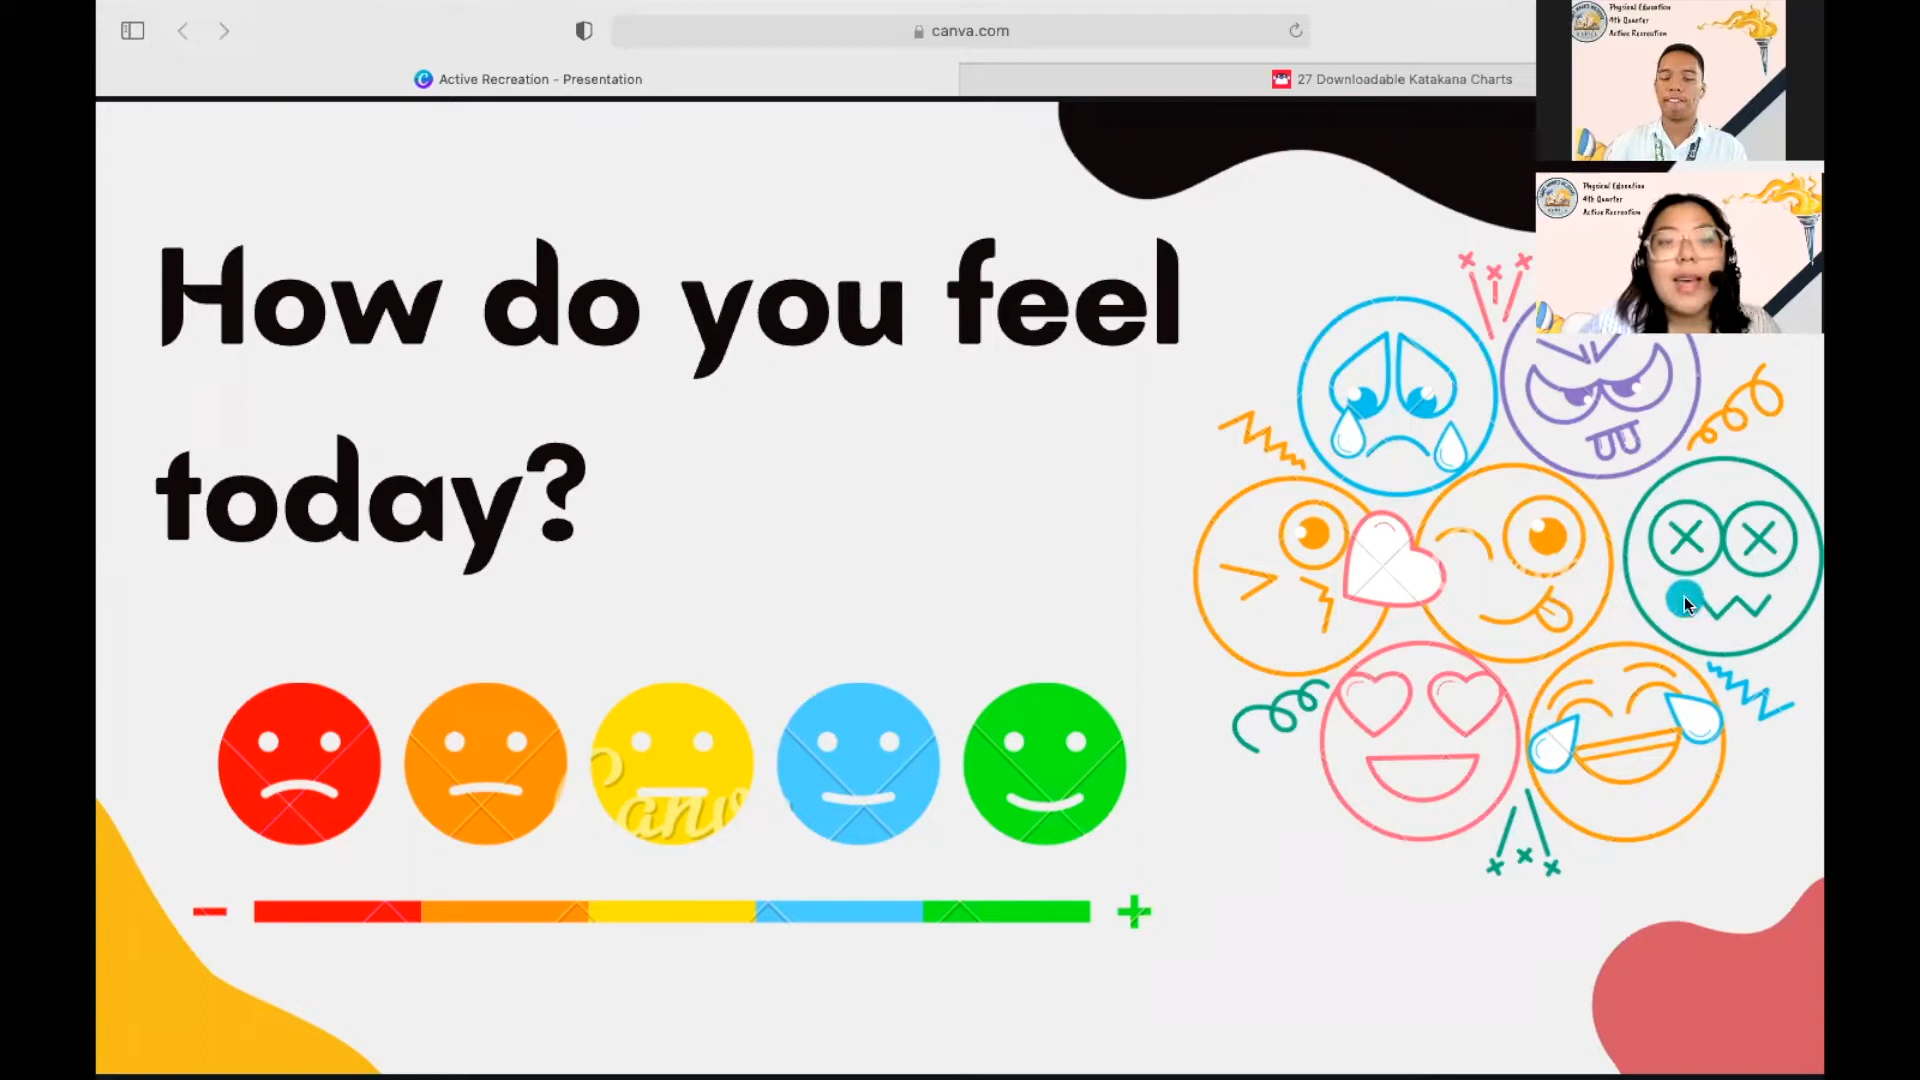 canva.com
Active Recreation – Presentation
27 Downloadable Katakana Charts
Physical Education
4th Quarter
Active Recreation
Physical Education
4th Quarter
Active Recreation
How do you feel
today?
Canva
- +